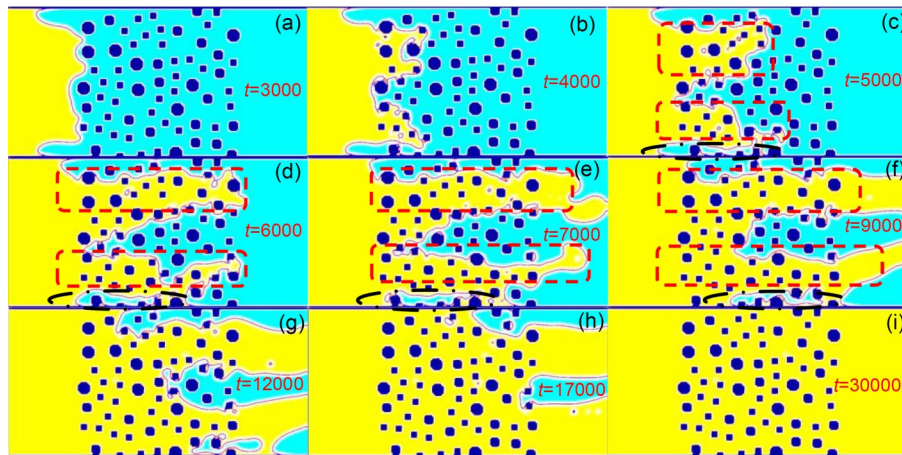 (a)
t=3000
(b)
t=4000
(c)
t=5000
(d)
t=6000
(e)
t=7000
(f)
t=9000
(g)
t=12000
(h)
t=17000
(i)
t=30000